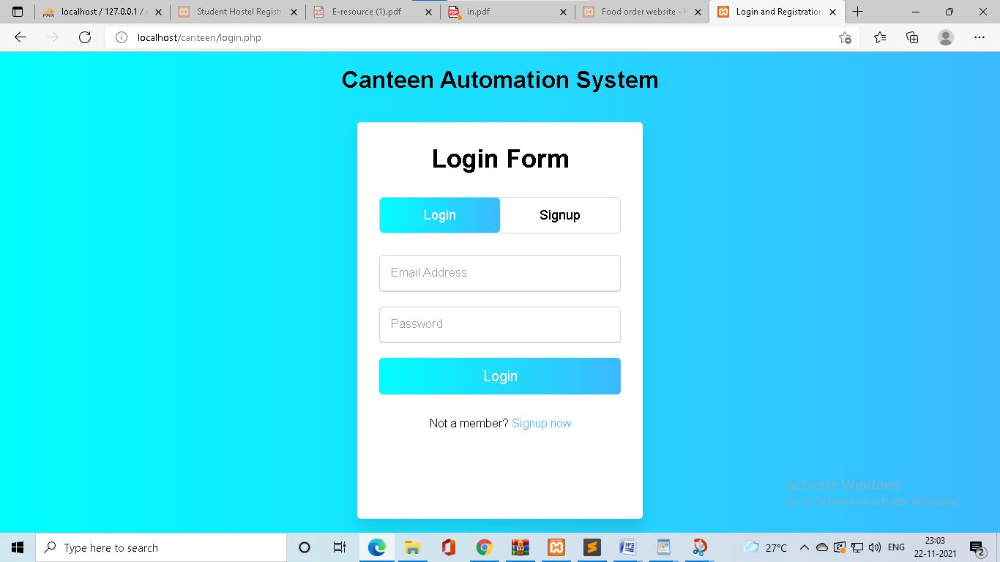 localhost / 127.0.0.1 /
Student Hostel Registr
E-resource (1).pdf
in.pdf
Food order website -
Login and Registration
localhost/canteen/login.php
Canteen Automation System
Login Form
Login
Signup
Email Address
Password
Login
Not a member? Signup now
Activate Windows
Go to Settings to activate Windows.
Type here to search
27°C
ENG
23:03
22-11-2021
2